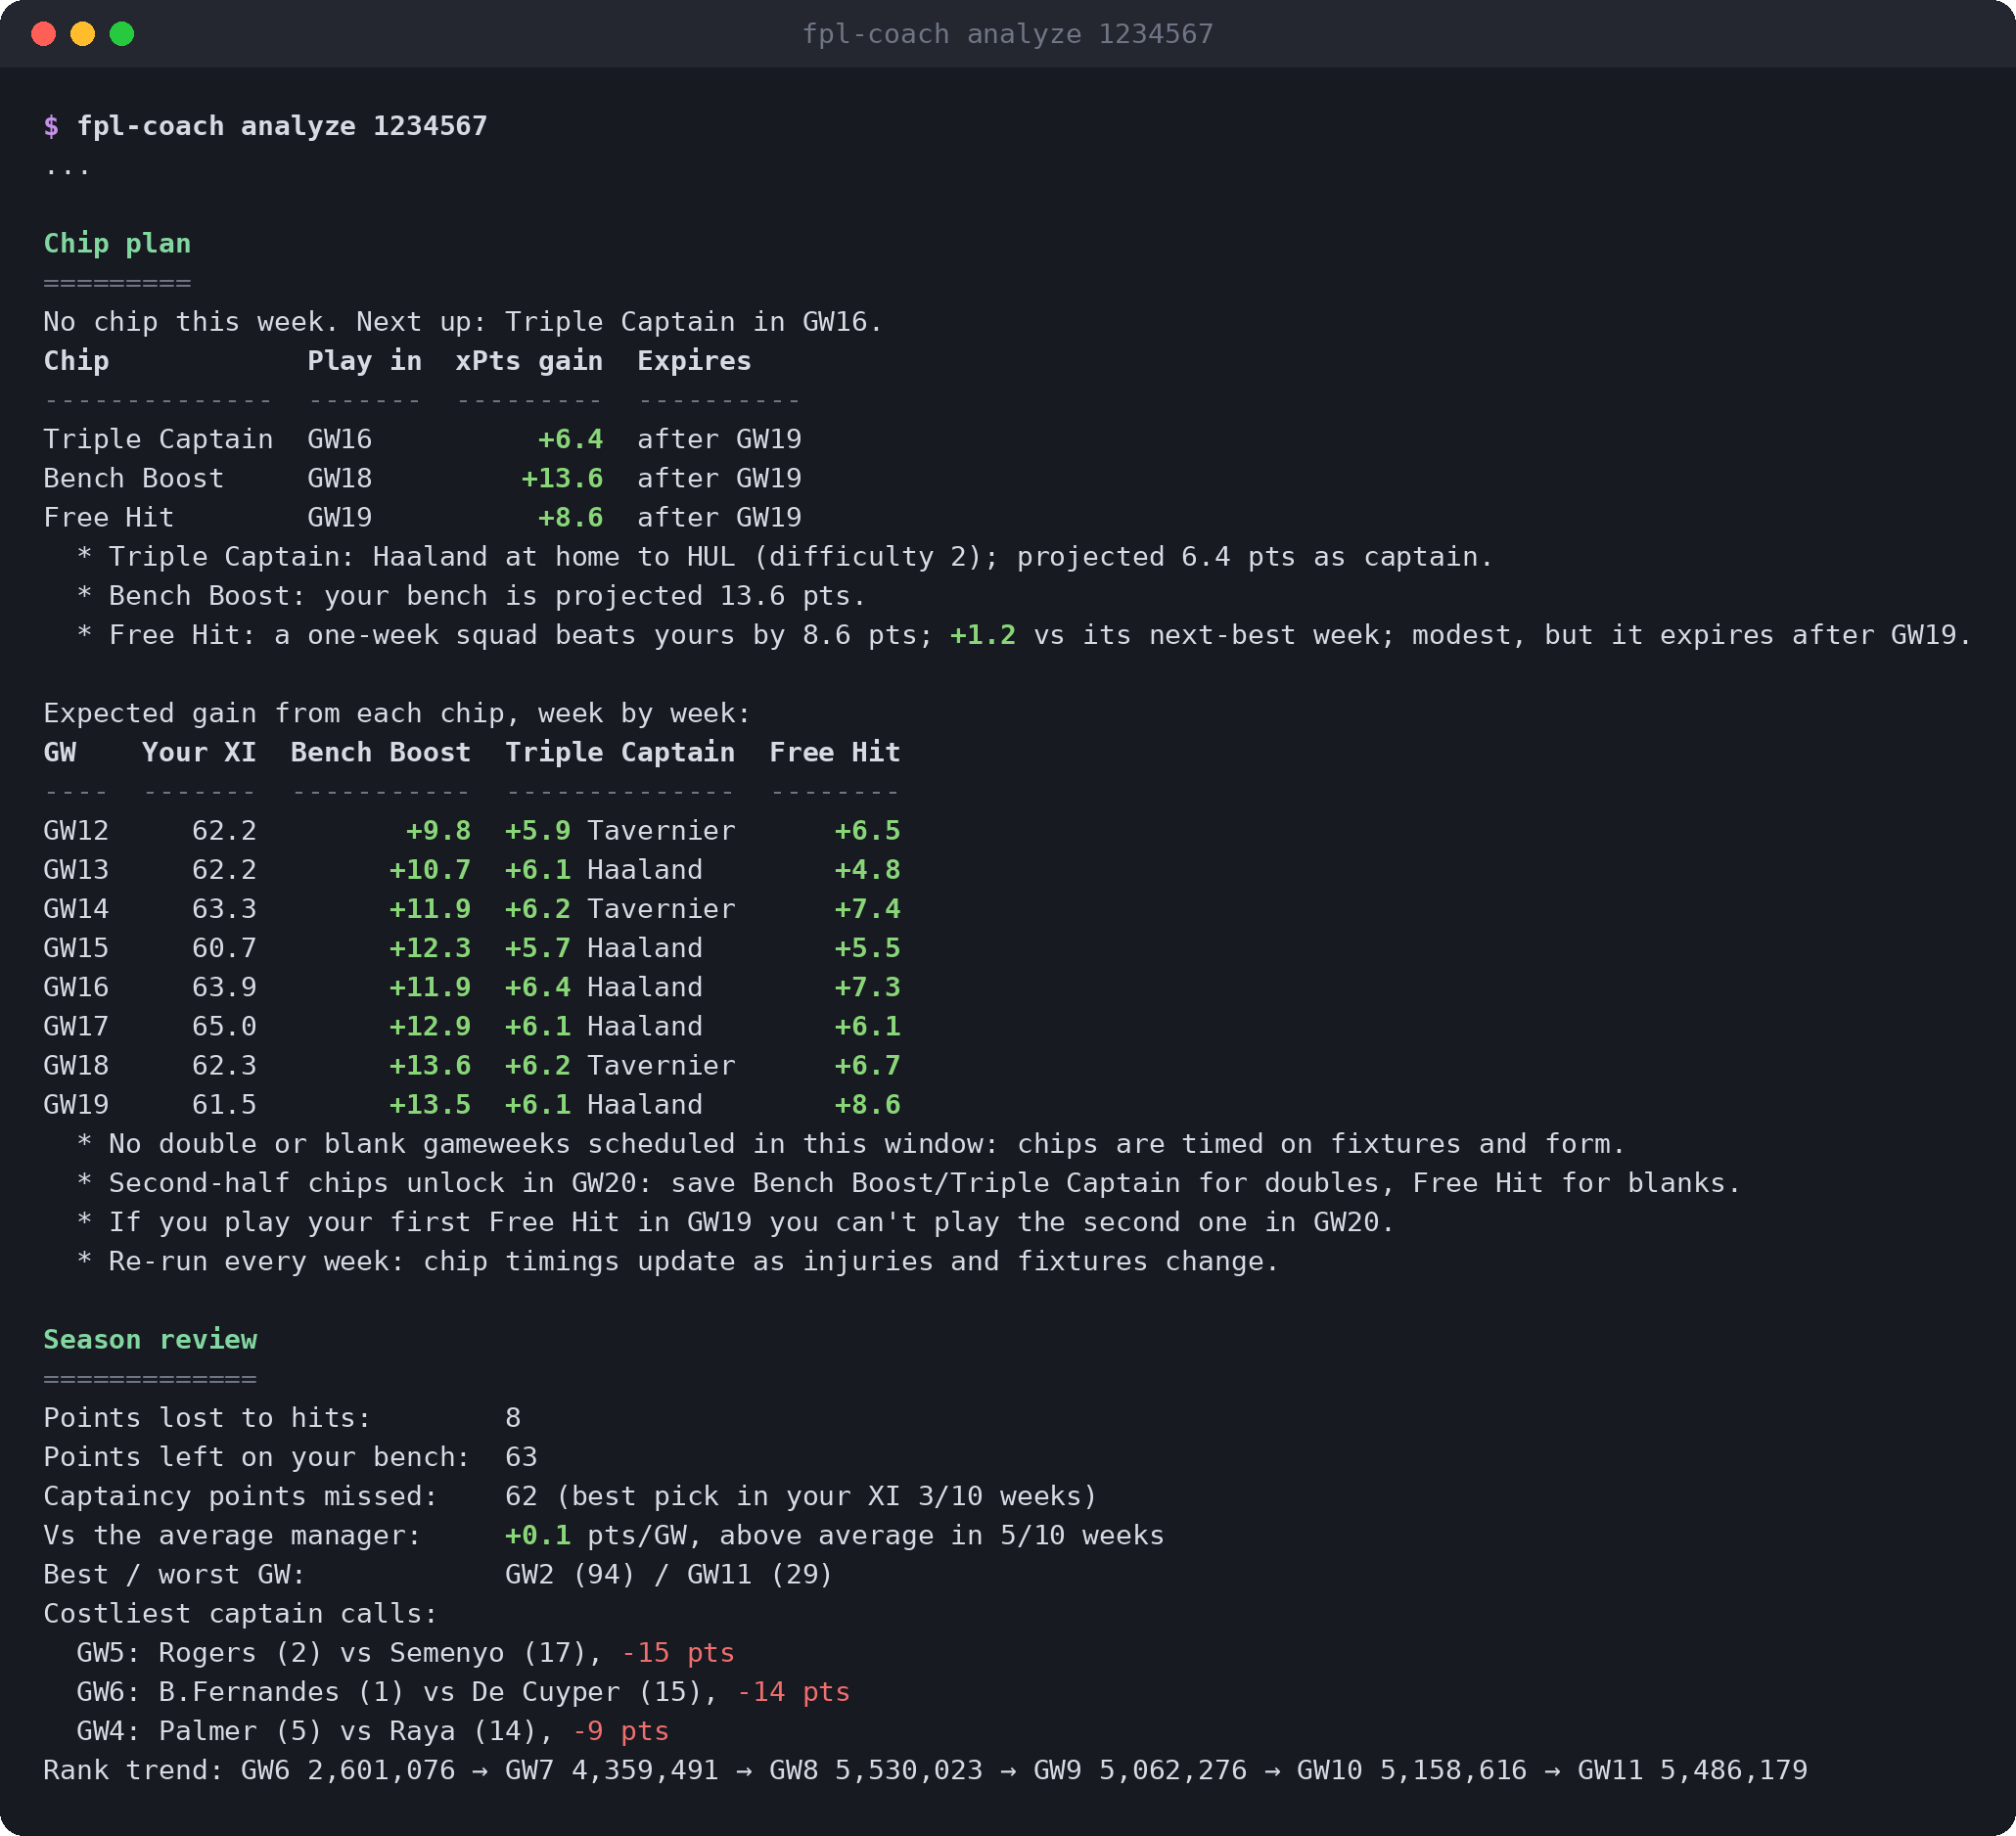 fpl-coach analyze 1234567
$ fpl-coach analyze 1234567
...
Chip plan
=========
No chip this week. Next up: Triple Captain in GW16.
Chip            Play in  xPts gain  Expires
--------------  -------  ---------  ----------
Triple Captain  GW16          +6.4  after GW19
Bench Boost     GW18         +13.6  after GW19
Free Hit        GW19          +8.6  after GW19
  * Triple Captain: Haaland at home to HUL (difficulty 2); projected 6.4 pts as captain.
  * Bench Boost: your bench is projected 13.6 pts.
  * Free Hit: a one-week squad beats yours by 8.6 pts; +1.2 vs its next-best week; modest, but it expires after GW19.
Expected gain from each chip, week by week:
GW    Your XI  Bench Boost  Triple Captain  Free Hit
----  -------  -----------  --------------  --------
GW12     62.2         +9.8  +5.9 Tavernier      +6.5
GW13     62.2        +10.7  +6.1 Haaland        +4.8
GW14     63.3        +11.9  +6.2 Tavernier      +7.4
GW15     60.7        +12.3  +5.7 Haaland        +5.5
GW16     63.9        +11.9  +6.4 Haaland        +7.3
GW17     65.0        +12.9  +6.1 Haaland        +6.1
GW18     62.3        +13.6  +6.2 Tavernier      +6.7
GW19     61.5        +13.5  +6.1 Haaland        +8.6
  * No double or blank gameweeks scheduled in this window: chips are timed on fixtures and form.
  * Second-half chips unlock in GW20: save Bench Boost/Triple Captain for doubles, Free Hit for blanks.
  * If you play your first Free Hit in GW19 you can't play the second one in GW20.
  * Re-run every week: chip timings update as injuries and fixtures change.
Season review
=============
Points lost to hits:        8
Points left on your bench:  63
Captaincy points missed:    62 (best pick in your XI 3/10 weeks)
Vs the average manager:     +0.1 pts/GW, above average in 5/10 weeks
Best / worst GW:            GW2 (94) / GW11 (29)
Costliest captain calls:
  GW5: Rogers (2) vs Semenyo (17), -15 pts
  GW6: B.Fernandes (1) vs De Cuyper (15), -14 pts
  GW4: Palmer (5) vs Raya (14), -9 pts
Rank trend: GW6 2,601,076 → GW7 4,359,491 → GW8 5,530,023 → GW9 5,062,276 → GW10 5,158,616 → GW11 5,486,179